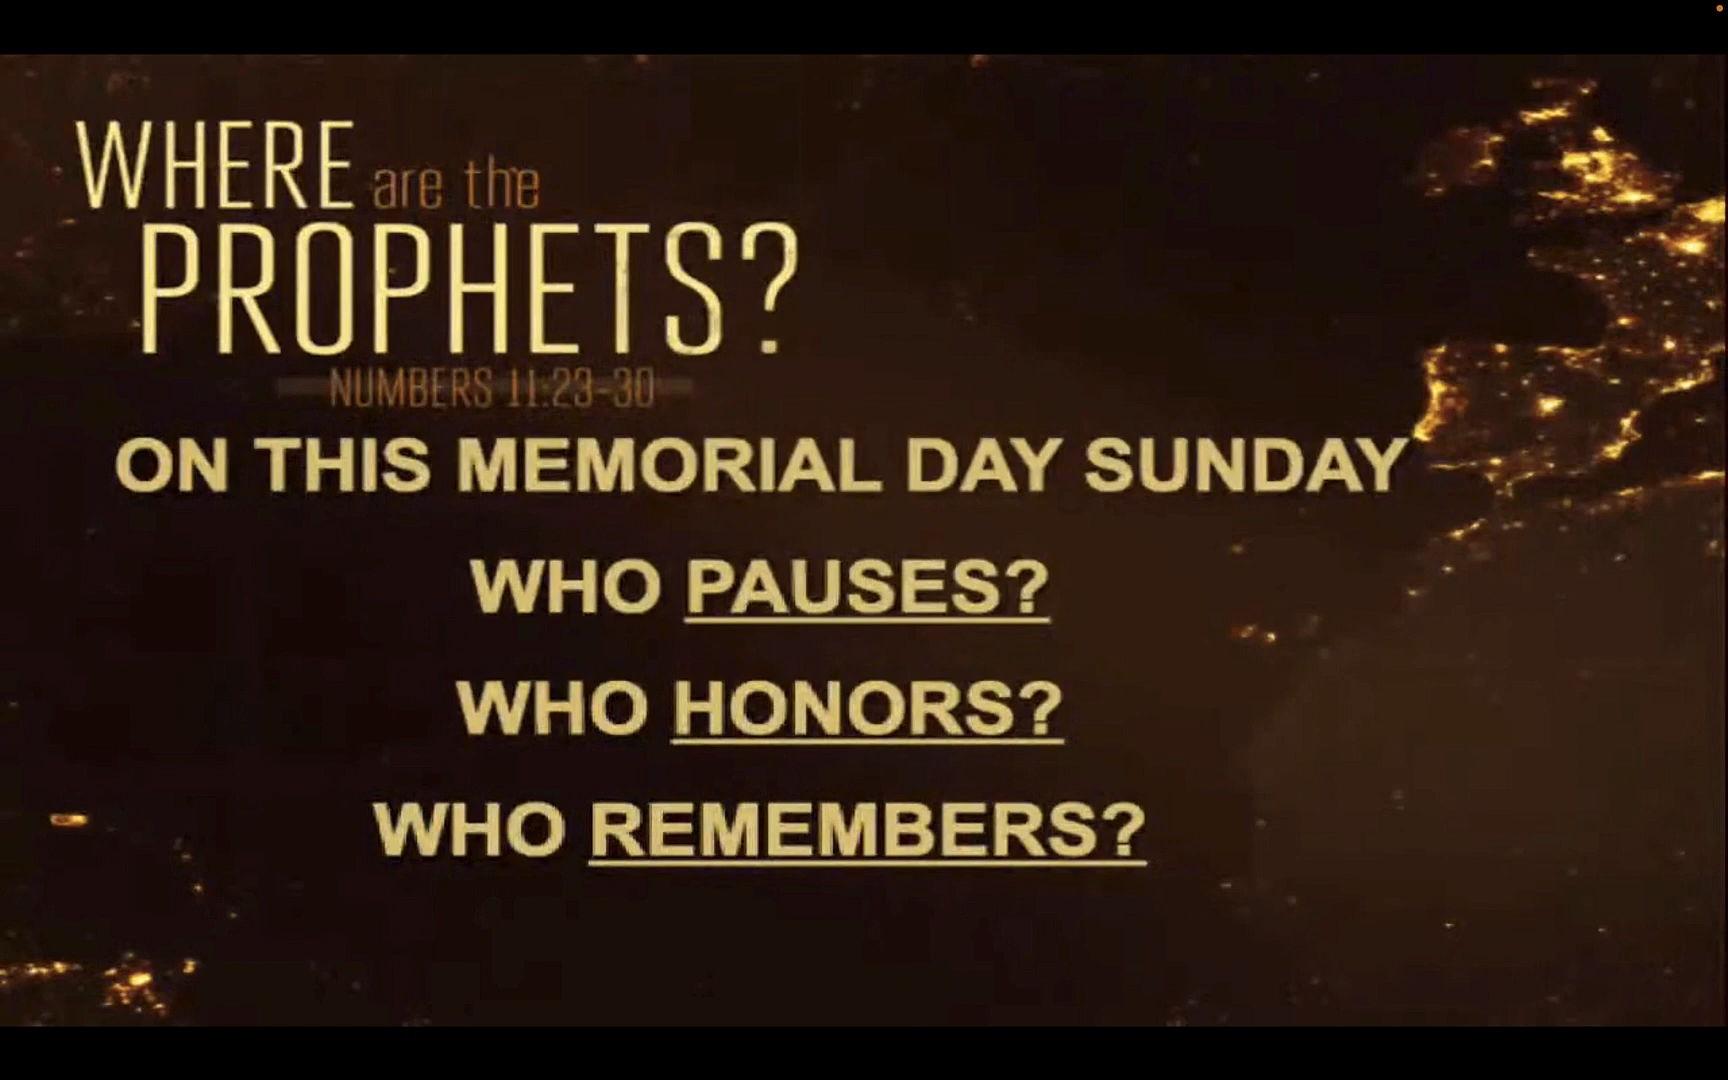 WHERE are the
PROPHETS?
NUMBERS 11:23-30
ON THIS MEMORIAL DAY SUNDAY
WHO PAUSES?
WHO HONORS?
WHO REMEMBERS?